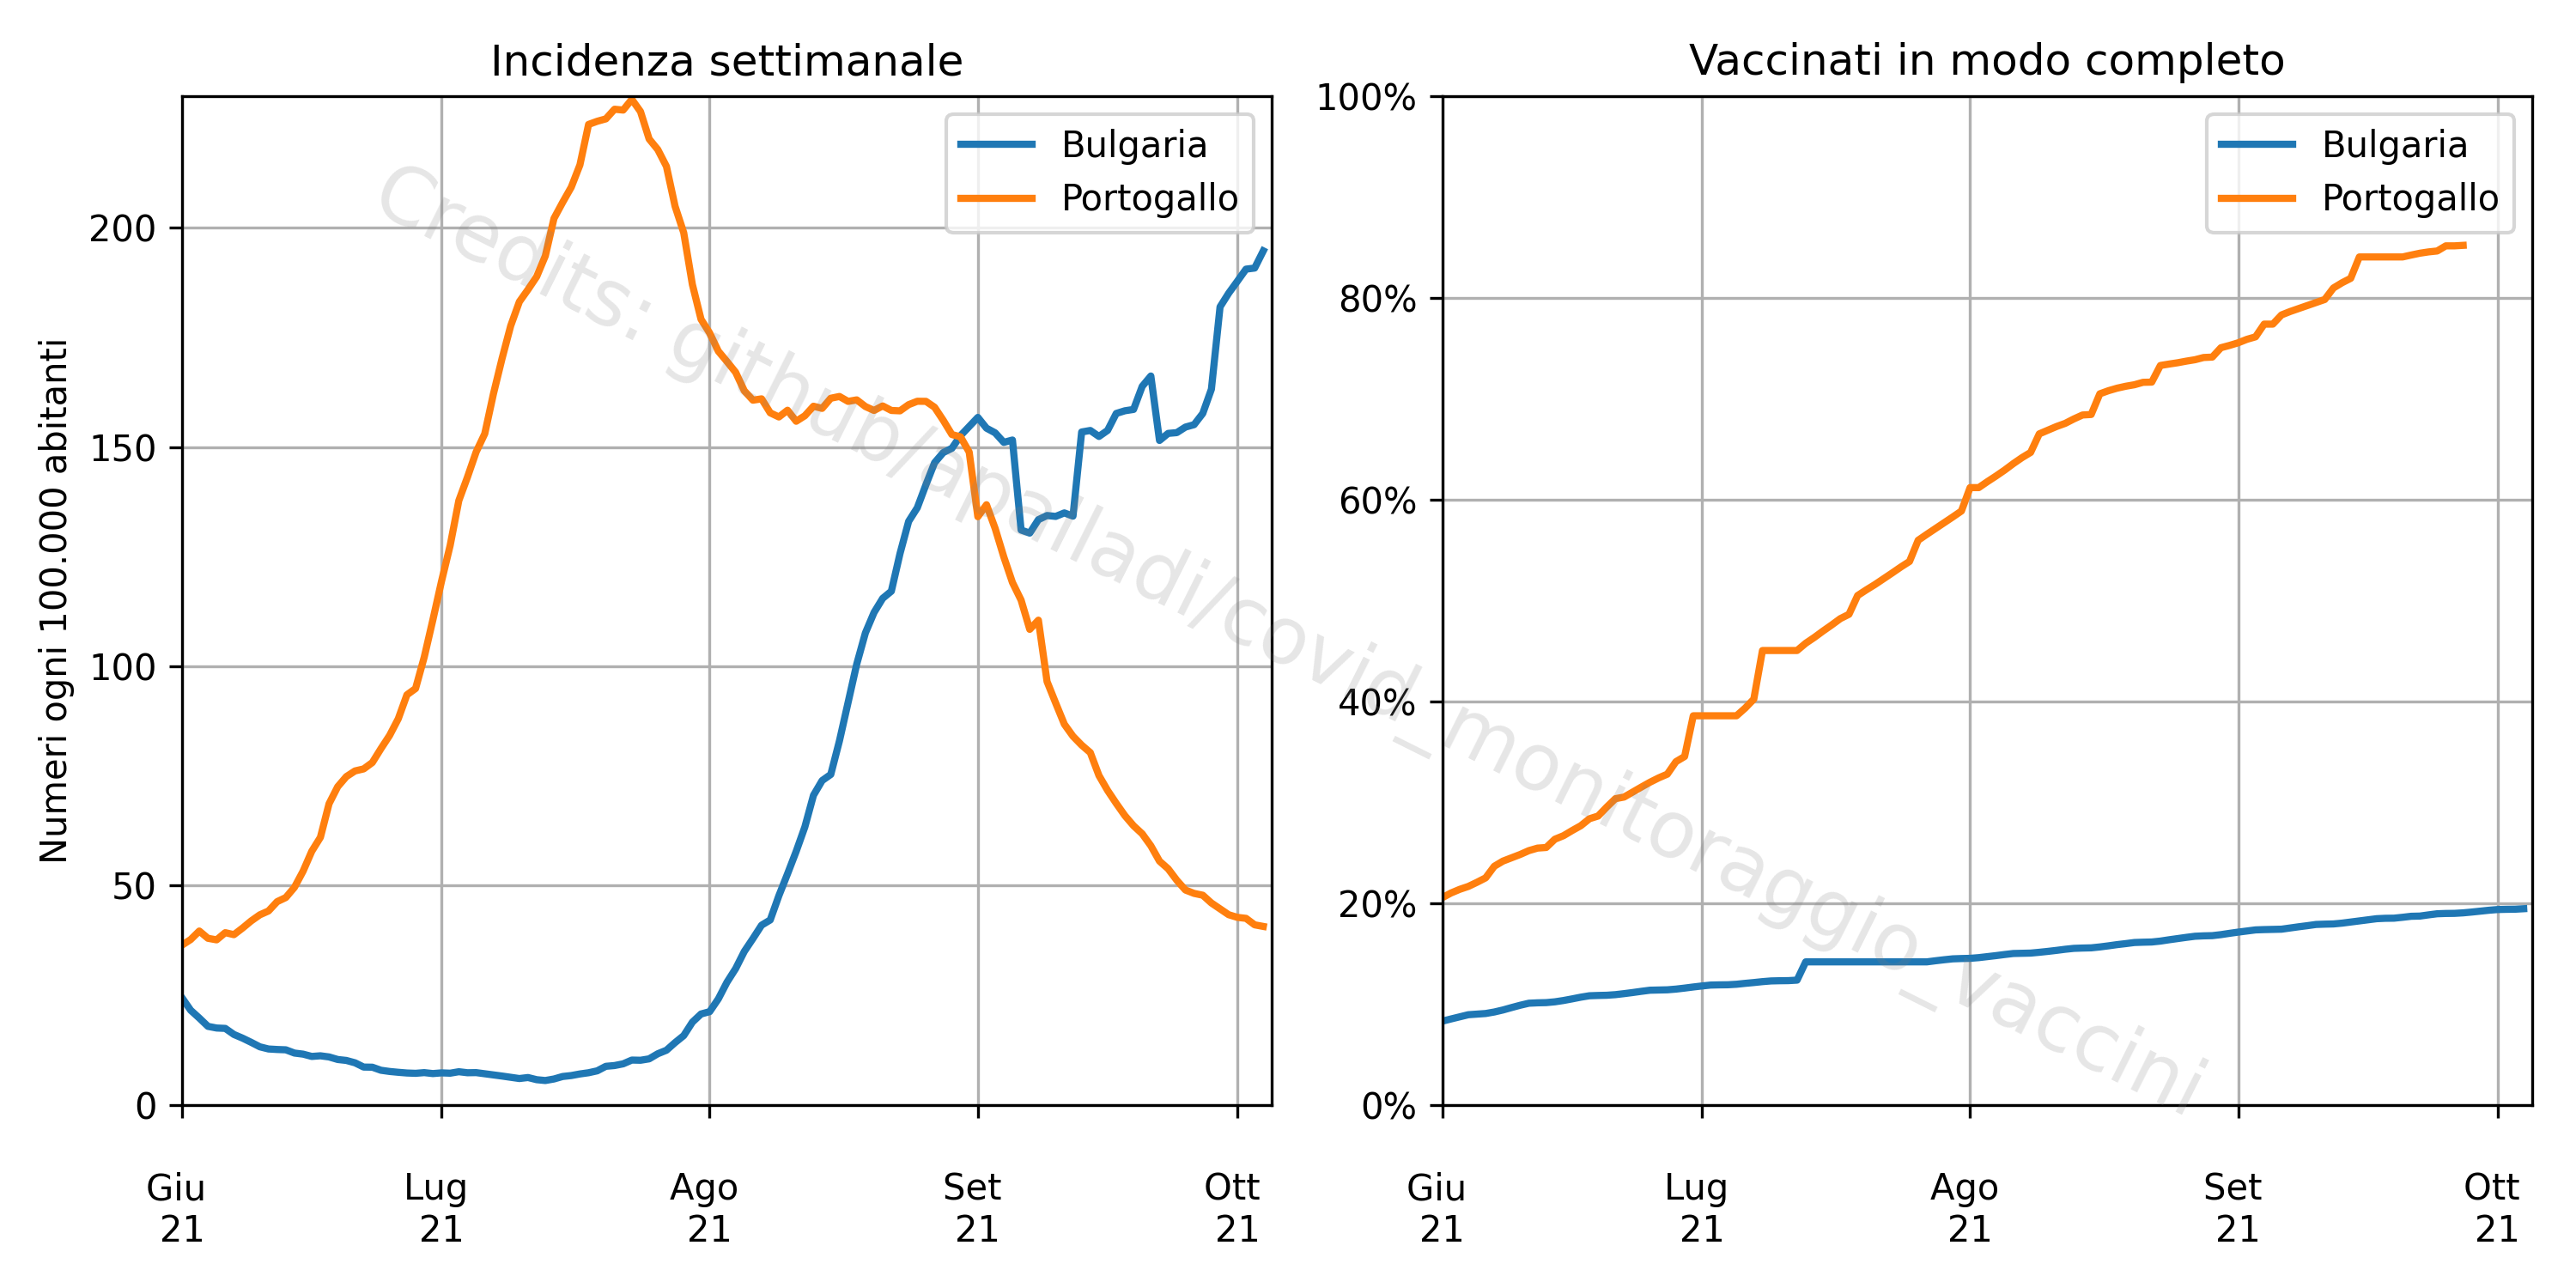 Incidenza settimanale
Numeri ogni 100.000 abitanti
200
150
100
50
0
Bulgaria
Portogallo
Giu
21
Lug
21
Ago
21
Set
21
Ott
21
Vaccinati in modo completo
100%
80%
60%
40%
20%
0%
Bulgaria
Portogallo
Giu
21
Lug
21
Ago
21
Set
21
Ott
21
Credits: github/apailladi/covid_monitoraggio_vaccini